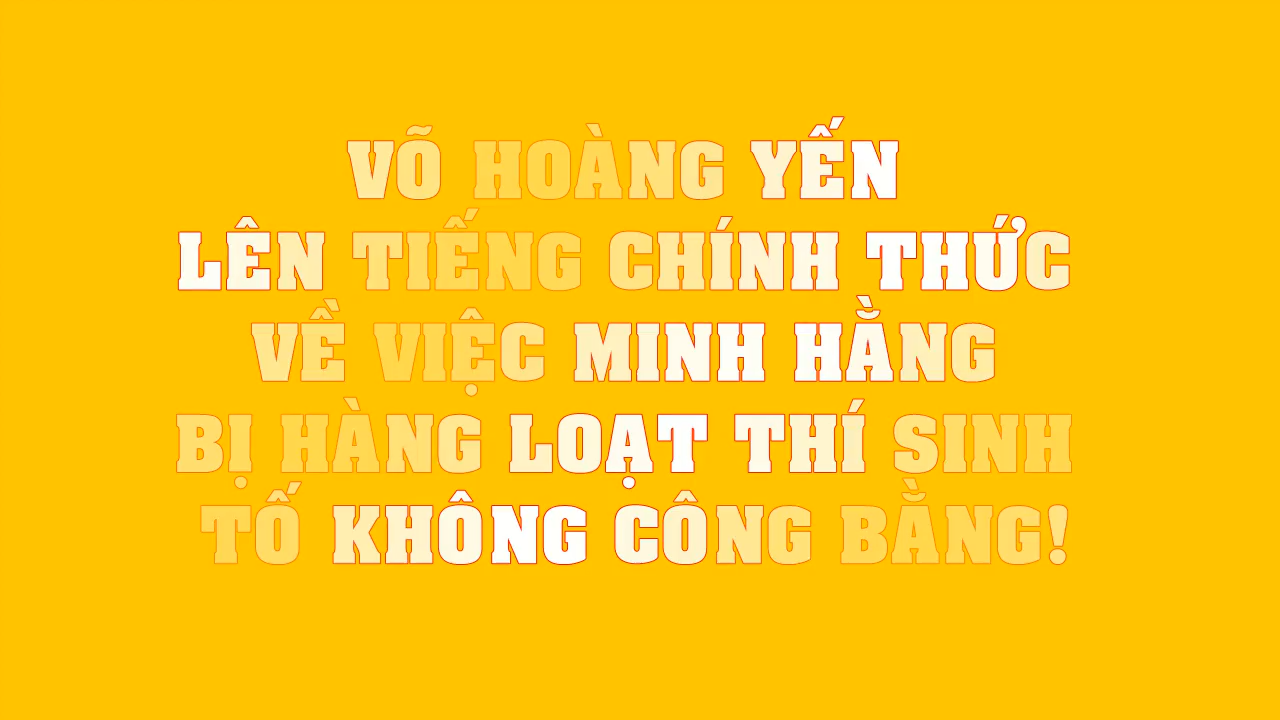 VÕ HOÀNG YẾN
LÊN TIẾNG CHÍNH THỨC
VỀ VIỆC MINH HẰNG
BỊ HÀNG LOẠT THÍ SINH
TỐ KHÔNG CÔNG BẰNG!